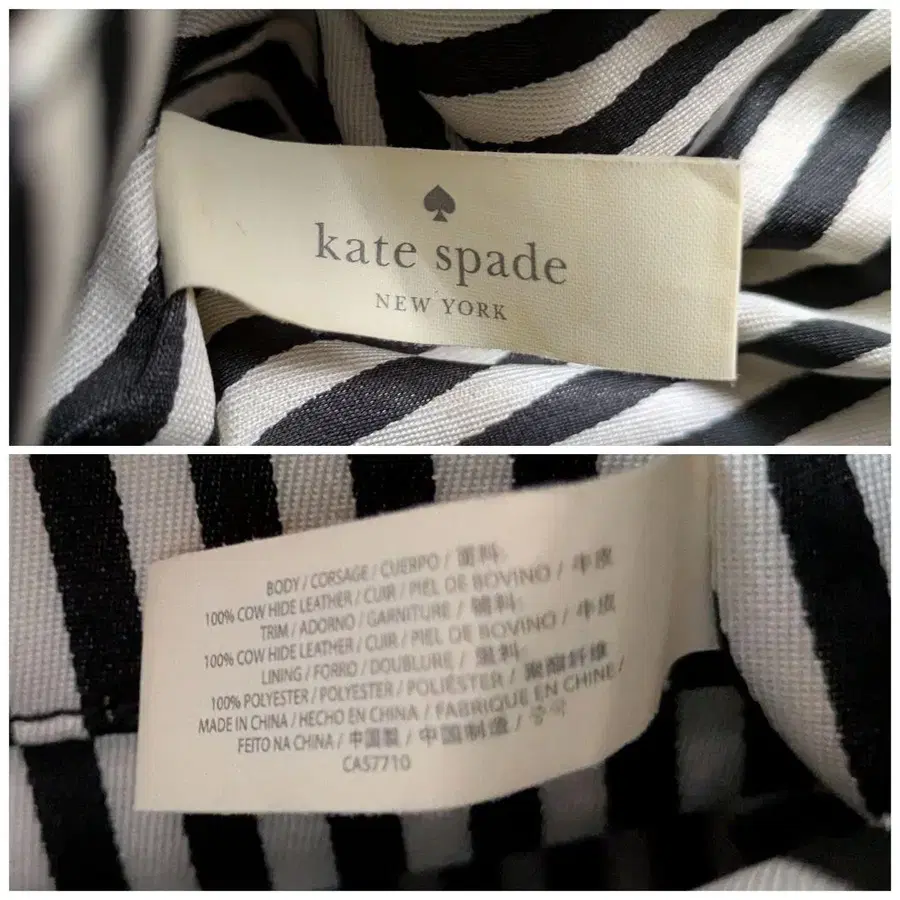 kate spade
NEW YORK
BODY / CORSAGE / CUERPO / 面料:
100% COW HIDE LEATHER / CUIR / PIEL DE BOVINO / 牛皮
TRIM / ADORNO / GARNITURE / 辅料:
100% COW HIDE LEATHER / CUIR / PIEL DE BOVINO / 牛皮
LINING / FORRO / DOUBLURE / 里料:
100% POLYESTER / POLYESTER / POLIÉSTER / 聚酯纤维
MADE IN CHINA / HECHO EN CHINA / FABRIQUE EN CHINE /
FEITO NA CHINA / 中国製 / 中国制造 / 중국
CA57710